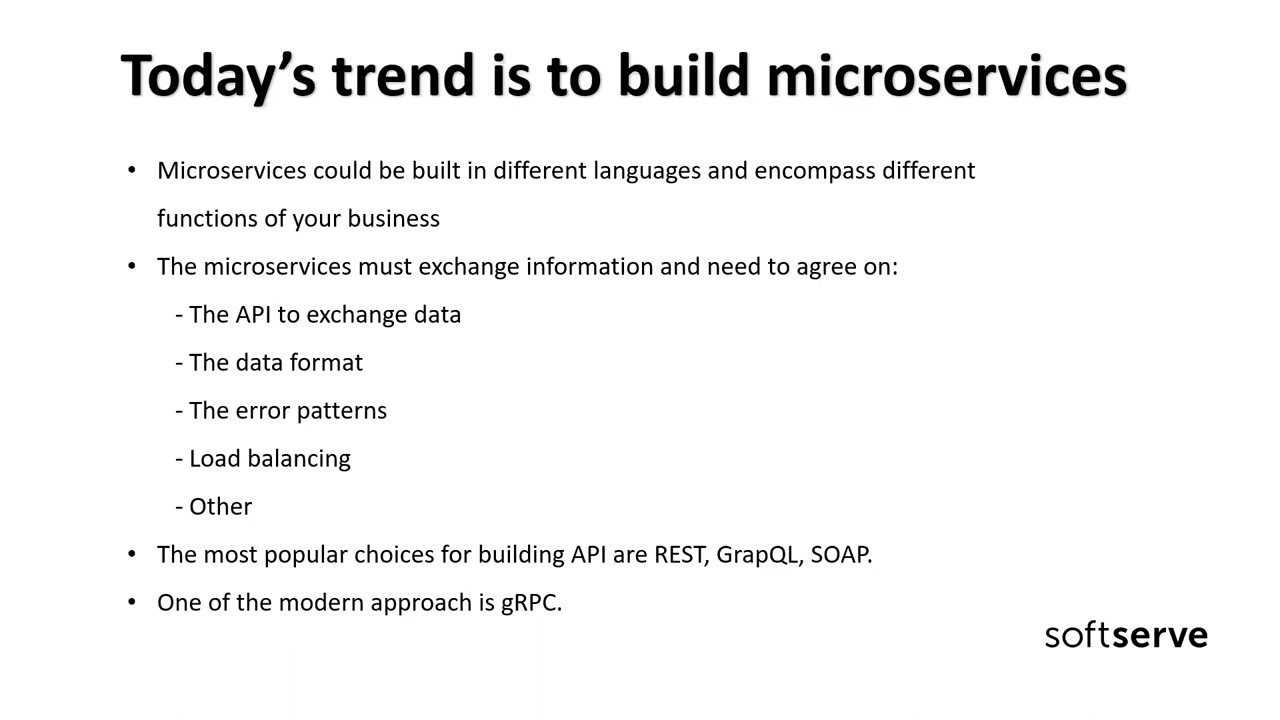 Today’s trend is to build microservices
• Microservices could be built in different languages and encompass different
functions of your business
• The microservices must exchange information and need to agree on:
- The API to exchange data
- The data format
- The error patterns
- Load balancing
- Other
• The most popular choices for building API are REST, GrapQL, SOAP.
• One of the modern approach is gRPC.
softserve